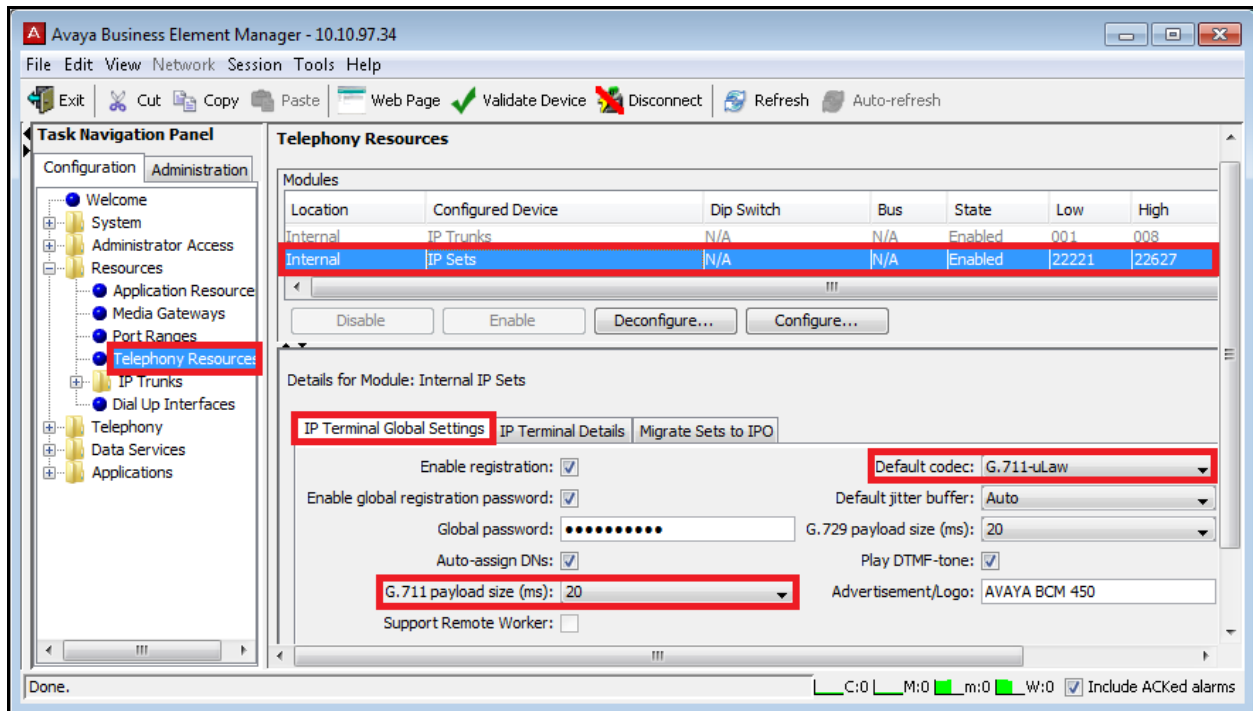 Avaya Business Element Manager - 10.10.97.34
File Edit View Network Session Tools Help
Exit Cut Copy Paste Web Page Validate Device Disconnect Refresh Auto-refresh
Task Navigation Panel
Configuration Administration
Welcome
System
Administrator Access
Resources
Application Resource
Media Gateways
Port Ranges
Telephony Resources
IP Trunks
Dial Up Interfaces
Telephony
Data Services
Applications
Telephony Resources
Modules
Location Configured Device Dip Switch Bus State Low High
Internal IP Trunks N/A N/A Enabled 001 008
Internal IP Sets N/A N/A Enabled 22221 22627
Disable Enable Deconfigure... Configure...
Details for Module: Internal IP Sets
IP Terminal Global Settings IP Terminal Details Migrate Sets to IPO
Enable registration: Default codec: G.711-uLaw
Enable global registration password: Default jitter buffer: Auto
Global password: •••••••••• G.729 payload size (ms): 20
Auto-assign DNs: Play DTMF-tone:
G.711 payload size (ms): 20 Advertisement/Logo: AVAYA BCM 450
Support Remote Worker:
Done. C:0 M:0 m:0 W:0 Include ACKed alarms